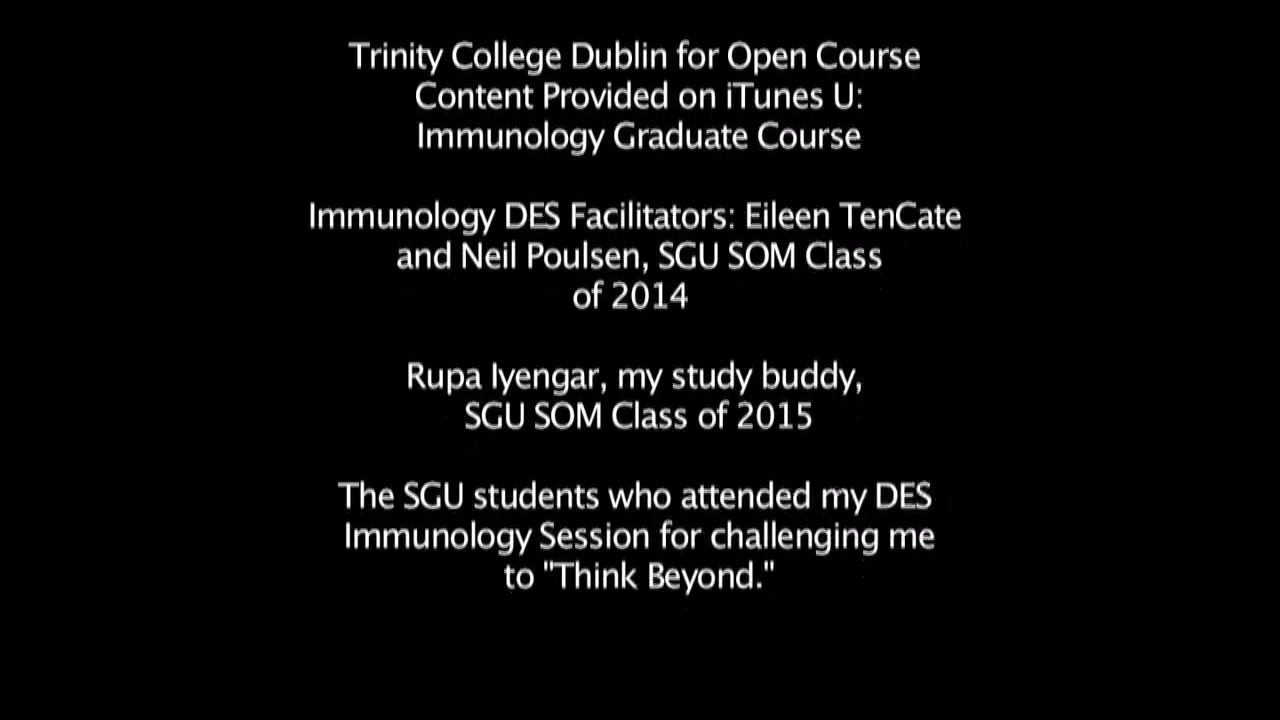 Trinity College Dublin for Open Course
Content Provided on iTunes U:
Immunology Graduate Course
Immunology DES Facilitators: Eileen TenCate
and Neil Poulsen, SGU SOM Class
of 2014
Rupa Iyengar, my study buddy,
SGU SOM Class of 2015
The SGU students who attended my DES
Immunology Session for challenging me
to "Think Beyond."